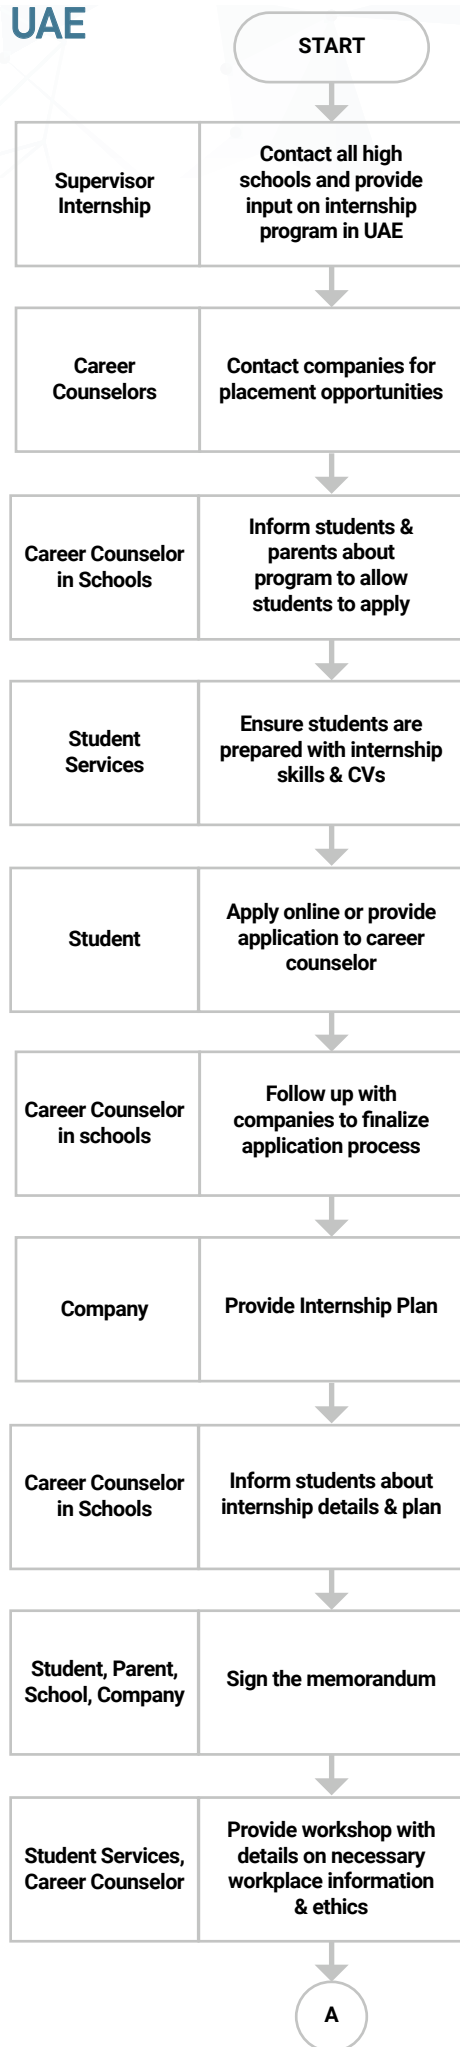 UAE
START
Supervisor
Internship
Contact all high
schools and provide
input on internship
program in UAE
Career
Counselors
Contact companies for
placement opportunities
Career Counselor
in Schools
Inform students &
parents about
program to allow
students to apply
Student
Services
Ensure students are
prepared with internship
skills & CVs
Student
Apply online or provide
application to career
counselor
Career Counselor
in schools
Follow up with
companies to finalize
application process
Company
Provide Internship Plan
Career Counselor
in Schools
Inform students about
internship details & plan
Student, Parent,
School, Company
Sign the memorandum
Student Services,
Career Counselor
Provide workshop with
details on necessary
workplace information
& ethics
A